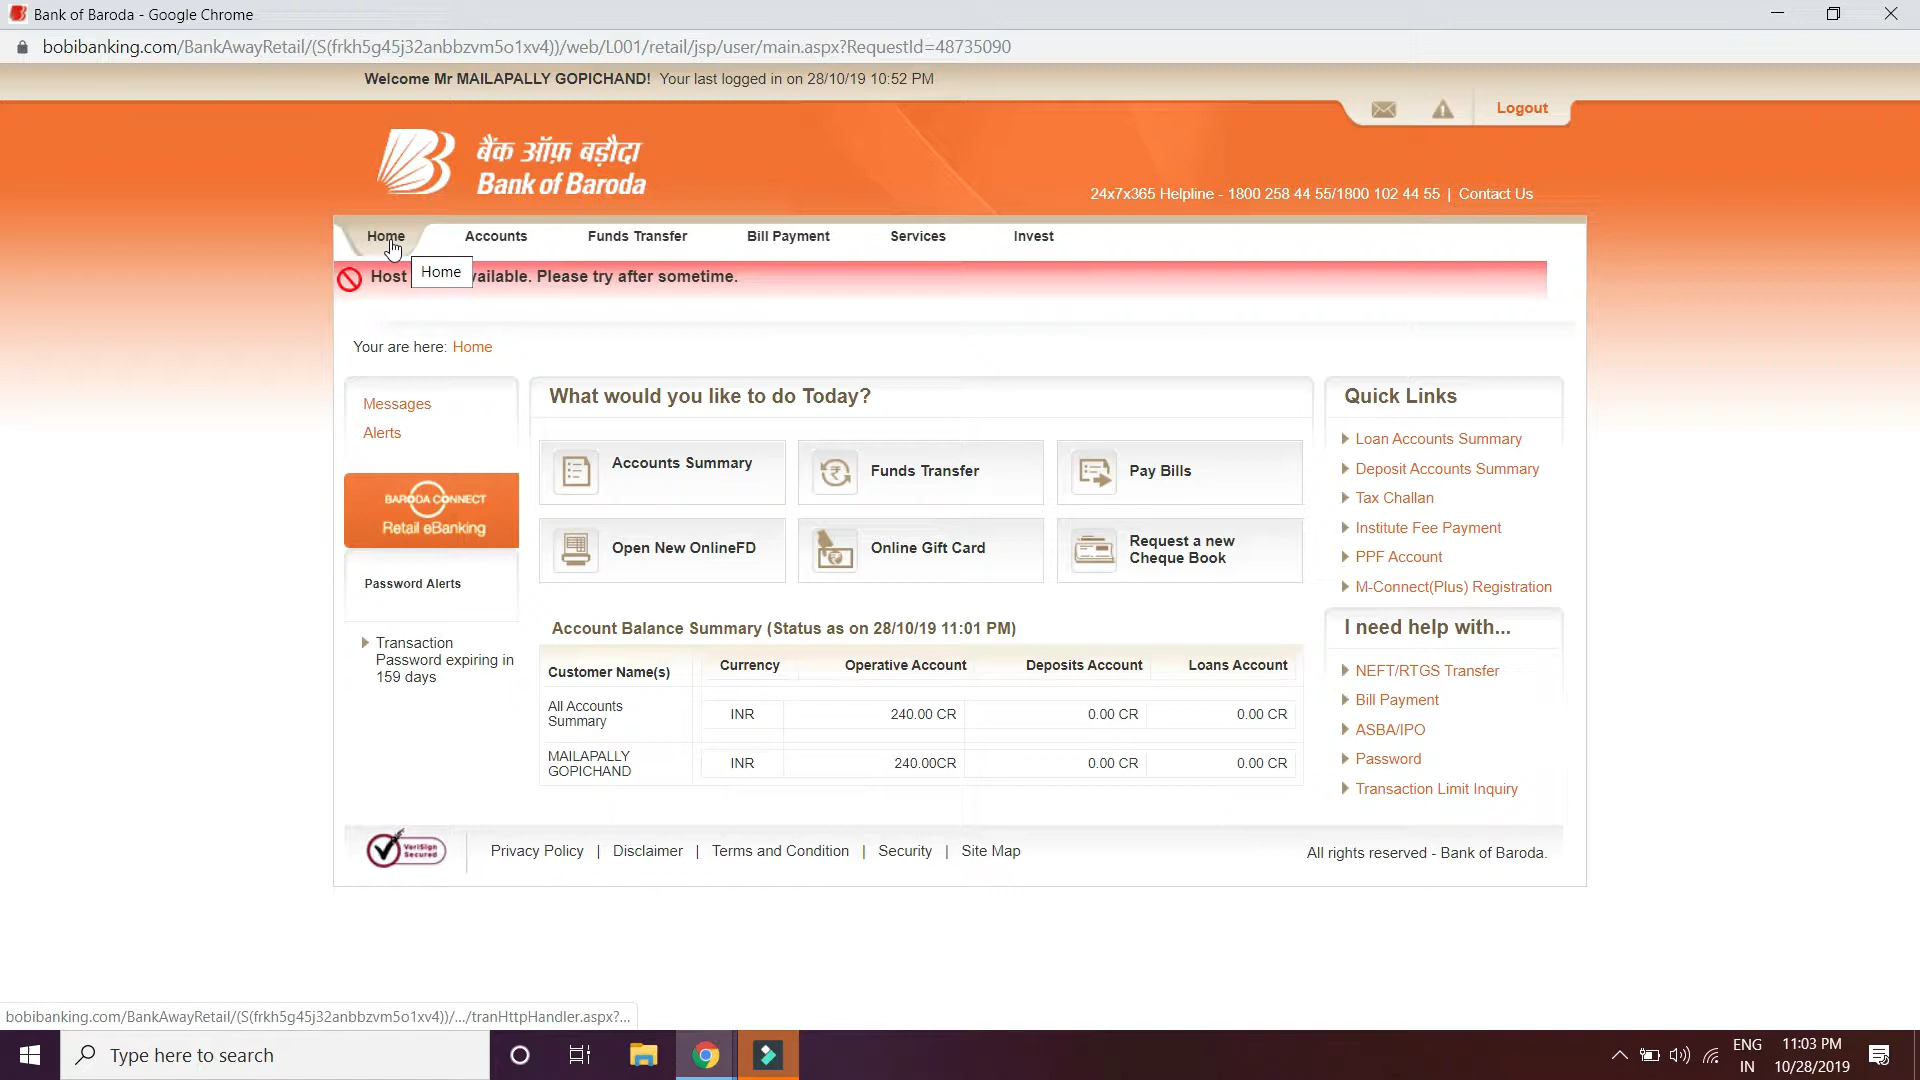 Bank of Baroda - Google Chrome
bobibanking.com/BankAwayRetail/(S(frkh5g45j32anbbzvm5o1xv4))/web/L001/retail/jsp/user/main.aspx?RequestId=48735090
Welcome Mr MAILAPALLY GOPICHAND! Your last logged in on 28/10/19 10:52 PM
Logout
बैंक ऑफ़ बड़ौदा
Bank of Baroda
24x7x365 Helpline - 1800 258 44 55/1800 102 44 55 | Contact Us
Home Accounts Funds Transfer Bill Payment Services Invest
Host vailable. Please try after sometime.
Home
Your are here: Home
Messages
Alerts
BARODA CONNECT
Retail eBanking
Password Alerts
Transaction
Password expiring in
159 days
What would you like to do Today?
Accounts Summary
Funds Transfer
Pay Bills
Open New OnlineFD
Online Gift Card
Request a new
Cheque Book
Account Balance Summary (Status as on 28/10/19 11:01 PM)
Customer Name(s) Currency Operative Account Deposits Account Loans Account
All Accounts
Summary
INR 240.00 CR 0.00 CR 0.00 CR
MAILAPALLY
GOPICHAND
INR 240.00CR 0.00 CR 0.00 CR
Quick Links
Loan Accounts Summary
Deposit Accounts Summary
Tax Challan
Institute Fee Payment
PPF Account
M-Connect(Plus) Registration
I need help with...
NEFT/RTGS Transfer
Bill Payment
ASBA/IPO
Password
Transaction Limit Inquiry
VeriSign
Secured
Privacy Policy | Disclaimer | Terms and Condition | Security | Site Map
All rights reserved - Bank of Baroda.
bobibanking.com/BankAwayRetail/(S(frkh5g45j32anbbzvm5o1xv4))/.../tranHttpHandler.aspx?...
Type here to search
ENG
IN
11:03 PM
10/28/2019